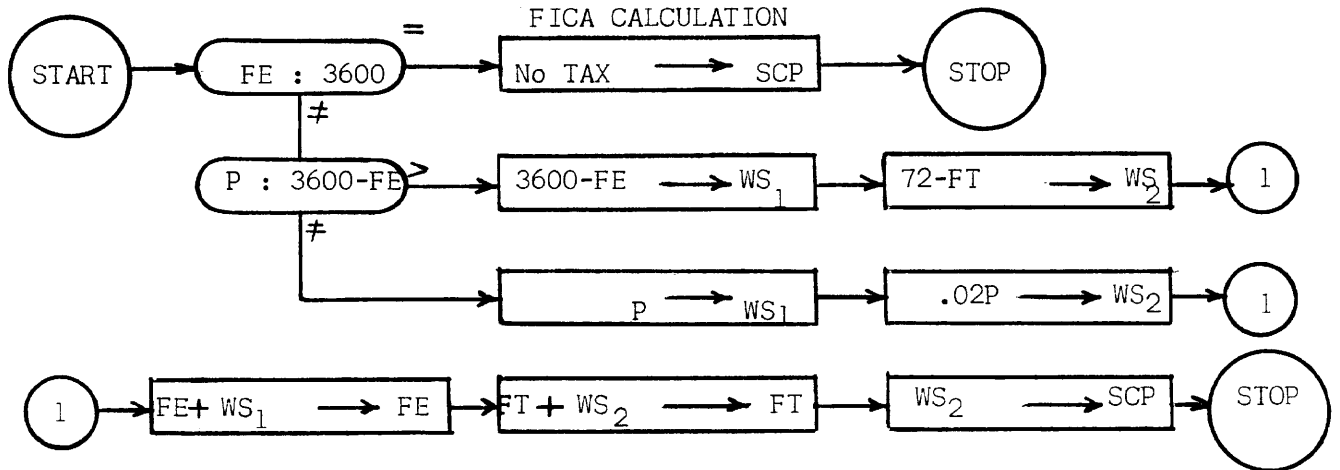 FICA CALCULATION
START
FE : 3600
=
No TAX → SCP
STOP
≠
P : 3600-FE
>
3600-FE → WS1
72-FT → WS2
1
≠
P → WS1
.02P → WS2
1
1
FE+ WS1 → FE
FT + WS2 → FT
WS2 → SCP
STOP